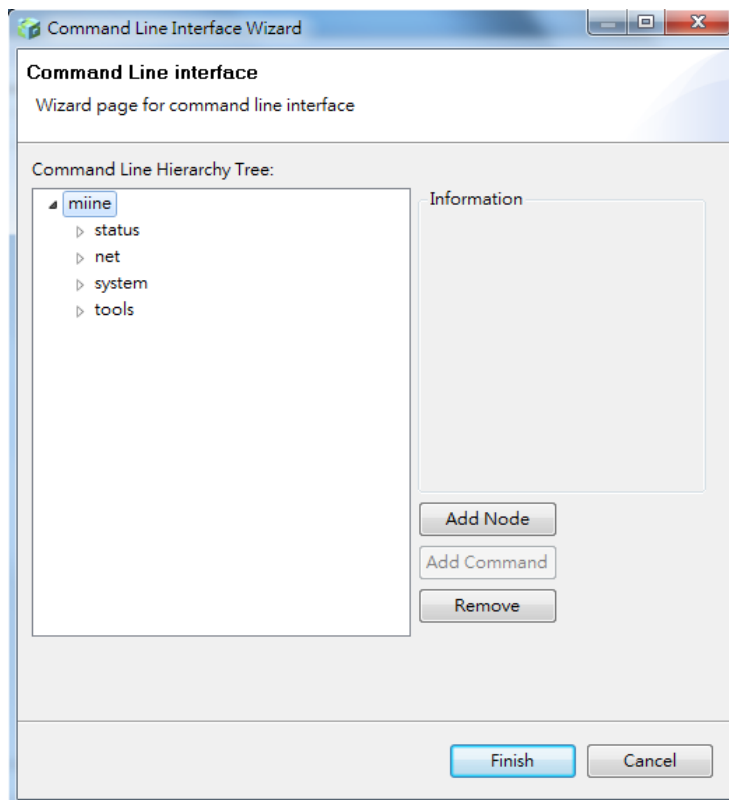 Command Line Interface Wizard
Command Line interface
Wizard page for command line interface
Command Line Hierarchy Tree:
miine
status
net
system
tools
Information
Add Node
Add Command
Remove
Finish
Cancel